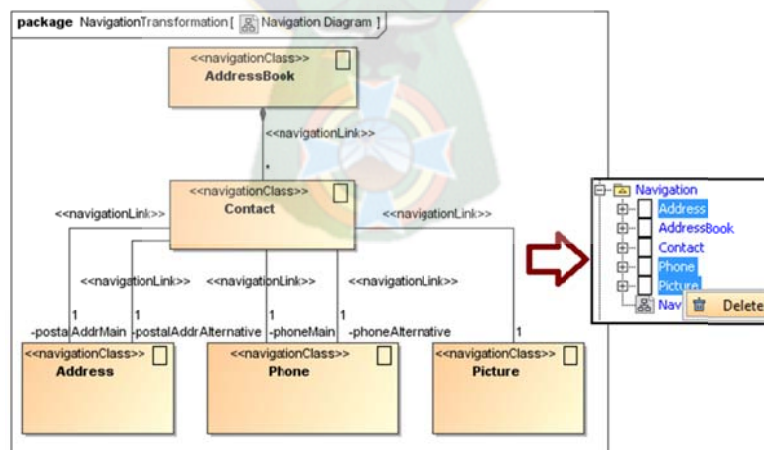 package NavigationTransformation [ Navigation Diagram ]
<<navigationClass>>
AddressBook
<<navigationLink>>
*
<<navigationClass>>
Contact
<<navigationLink>> <<navigationLink>>
<<navigationLink>> <<navigationLink>> <<navigationLink>>
1 1 1 1
-postalAddrMain -postalAddrAlternative -phoneMain -phoneAlternative 1
<<navigationClass>> <<navigationClass>> <<navigationClass>>
Address Phone Picture
Navigation
Address
AddressBook
Contact
Phone
Picture
Nav Delete